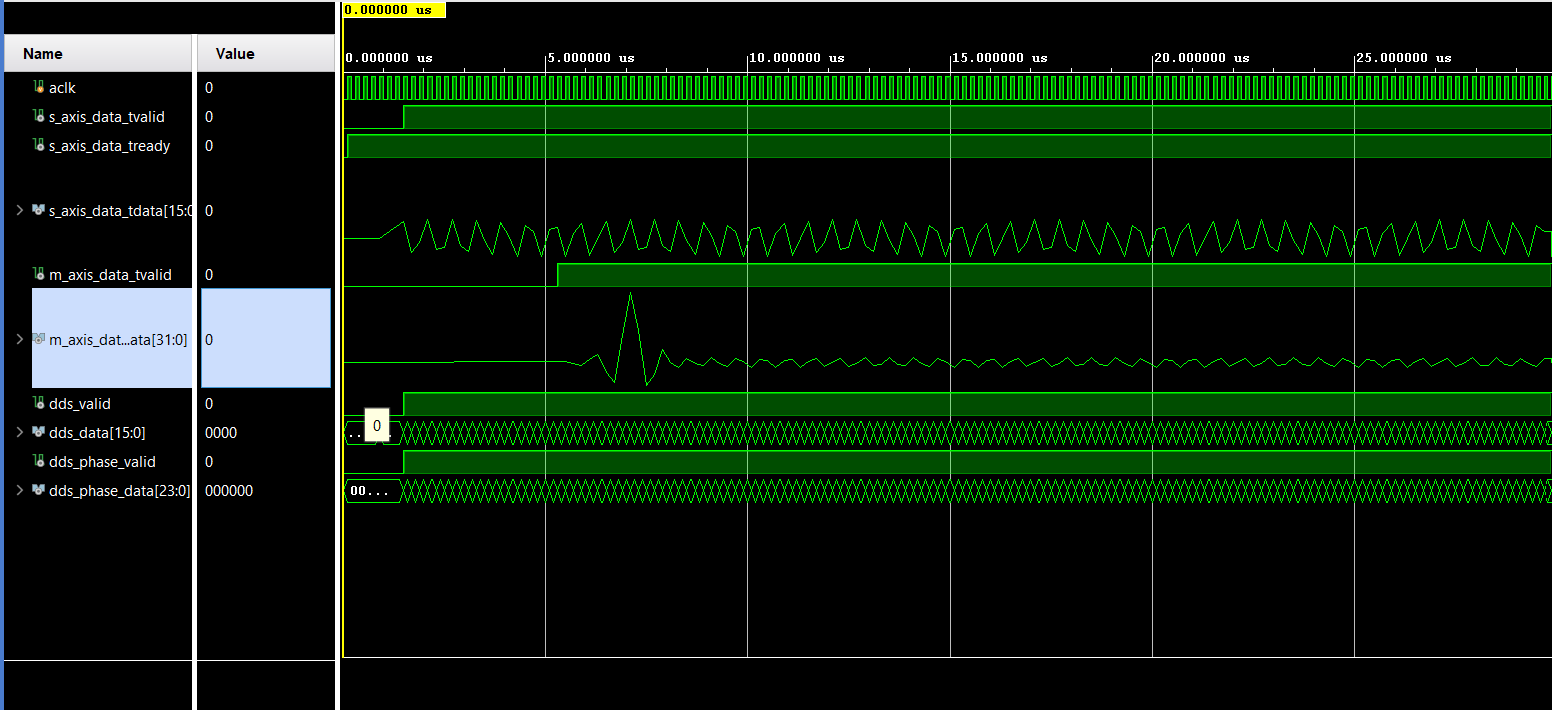 0.000000 us
Name Value
0.000000 us 5.000000 us 10.000000 us 15.000000 us 20.000000 us 25.000000 us
aclk 0
s_axis_data_tvalid 0
s_axis_data_tready 0
s_axis_data_tdata[15:0 0
m_axis_data_tvalid 0
m_axis_dat...ata[31:0] 0
dds_valid 0
0
dds_data[15:0] 0000 ..
dds_phase_valid 0
dds_phase_data[23:0] 000000 00...